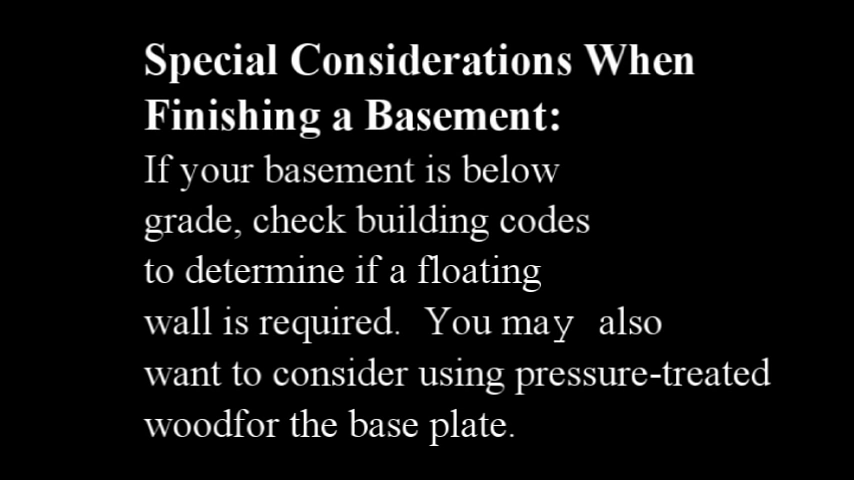 Special Considerations When
Finishing a Basement:
If your basement is below
grade, check building codes
to determine if a floating
wall is required.  You may  also
want to consider using pressure-treated
woodfor the base plate.